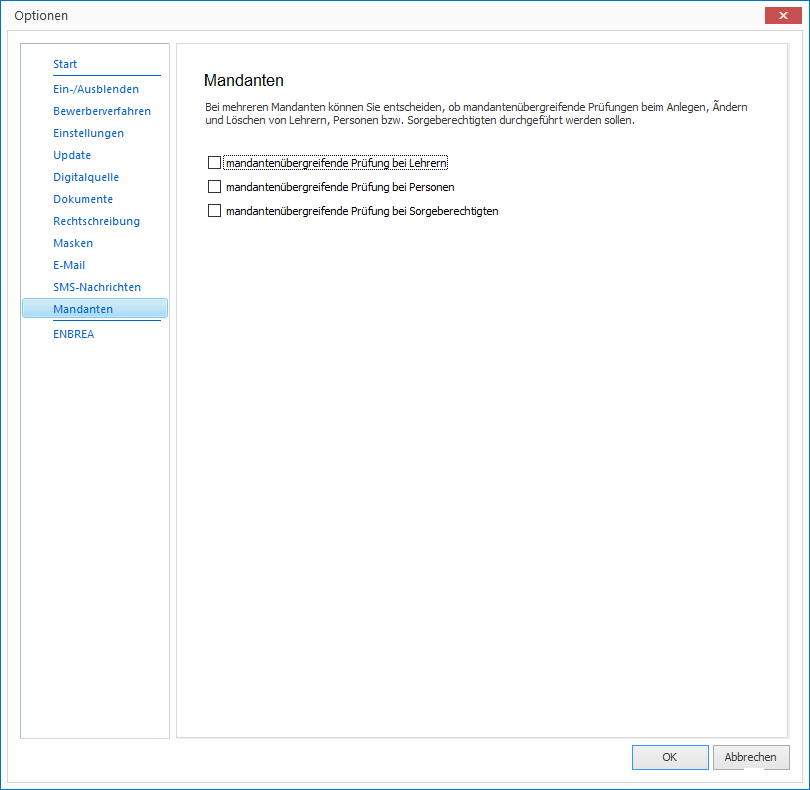 Optionen
Start
Ein-/Ausblenden
Bewerberverfahren
Einstellungen
Update
Digitalquelle
Dokumente
Rechtschreibung
Masken
E-Mail
SMS-Nachrichten
Mandanten
ENBREA
Mandanten
Bei mehreren Mandanten können Sie entscheiden, ob mandantenübergreifende Prüfungen beim Anlegen, Ändern
und Löschen von Lehrern, Personen bzw. Sorgeberechtigten durchgeführt werden sollen.
mandantenübergreifende Prüfung bei Lehrern
mandantenübergreifende Prüfung bei Personen
mandantenübergreifende Prüfung bei Sorgeberechtigten
OK
Abbrechen